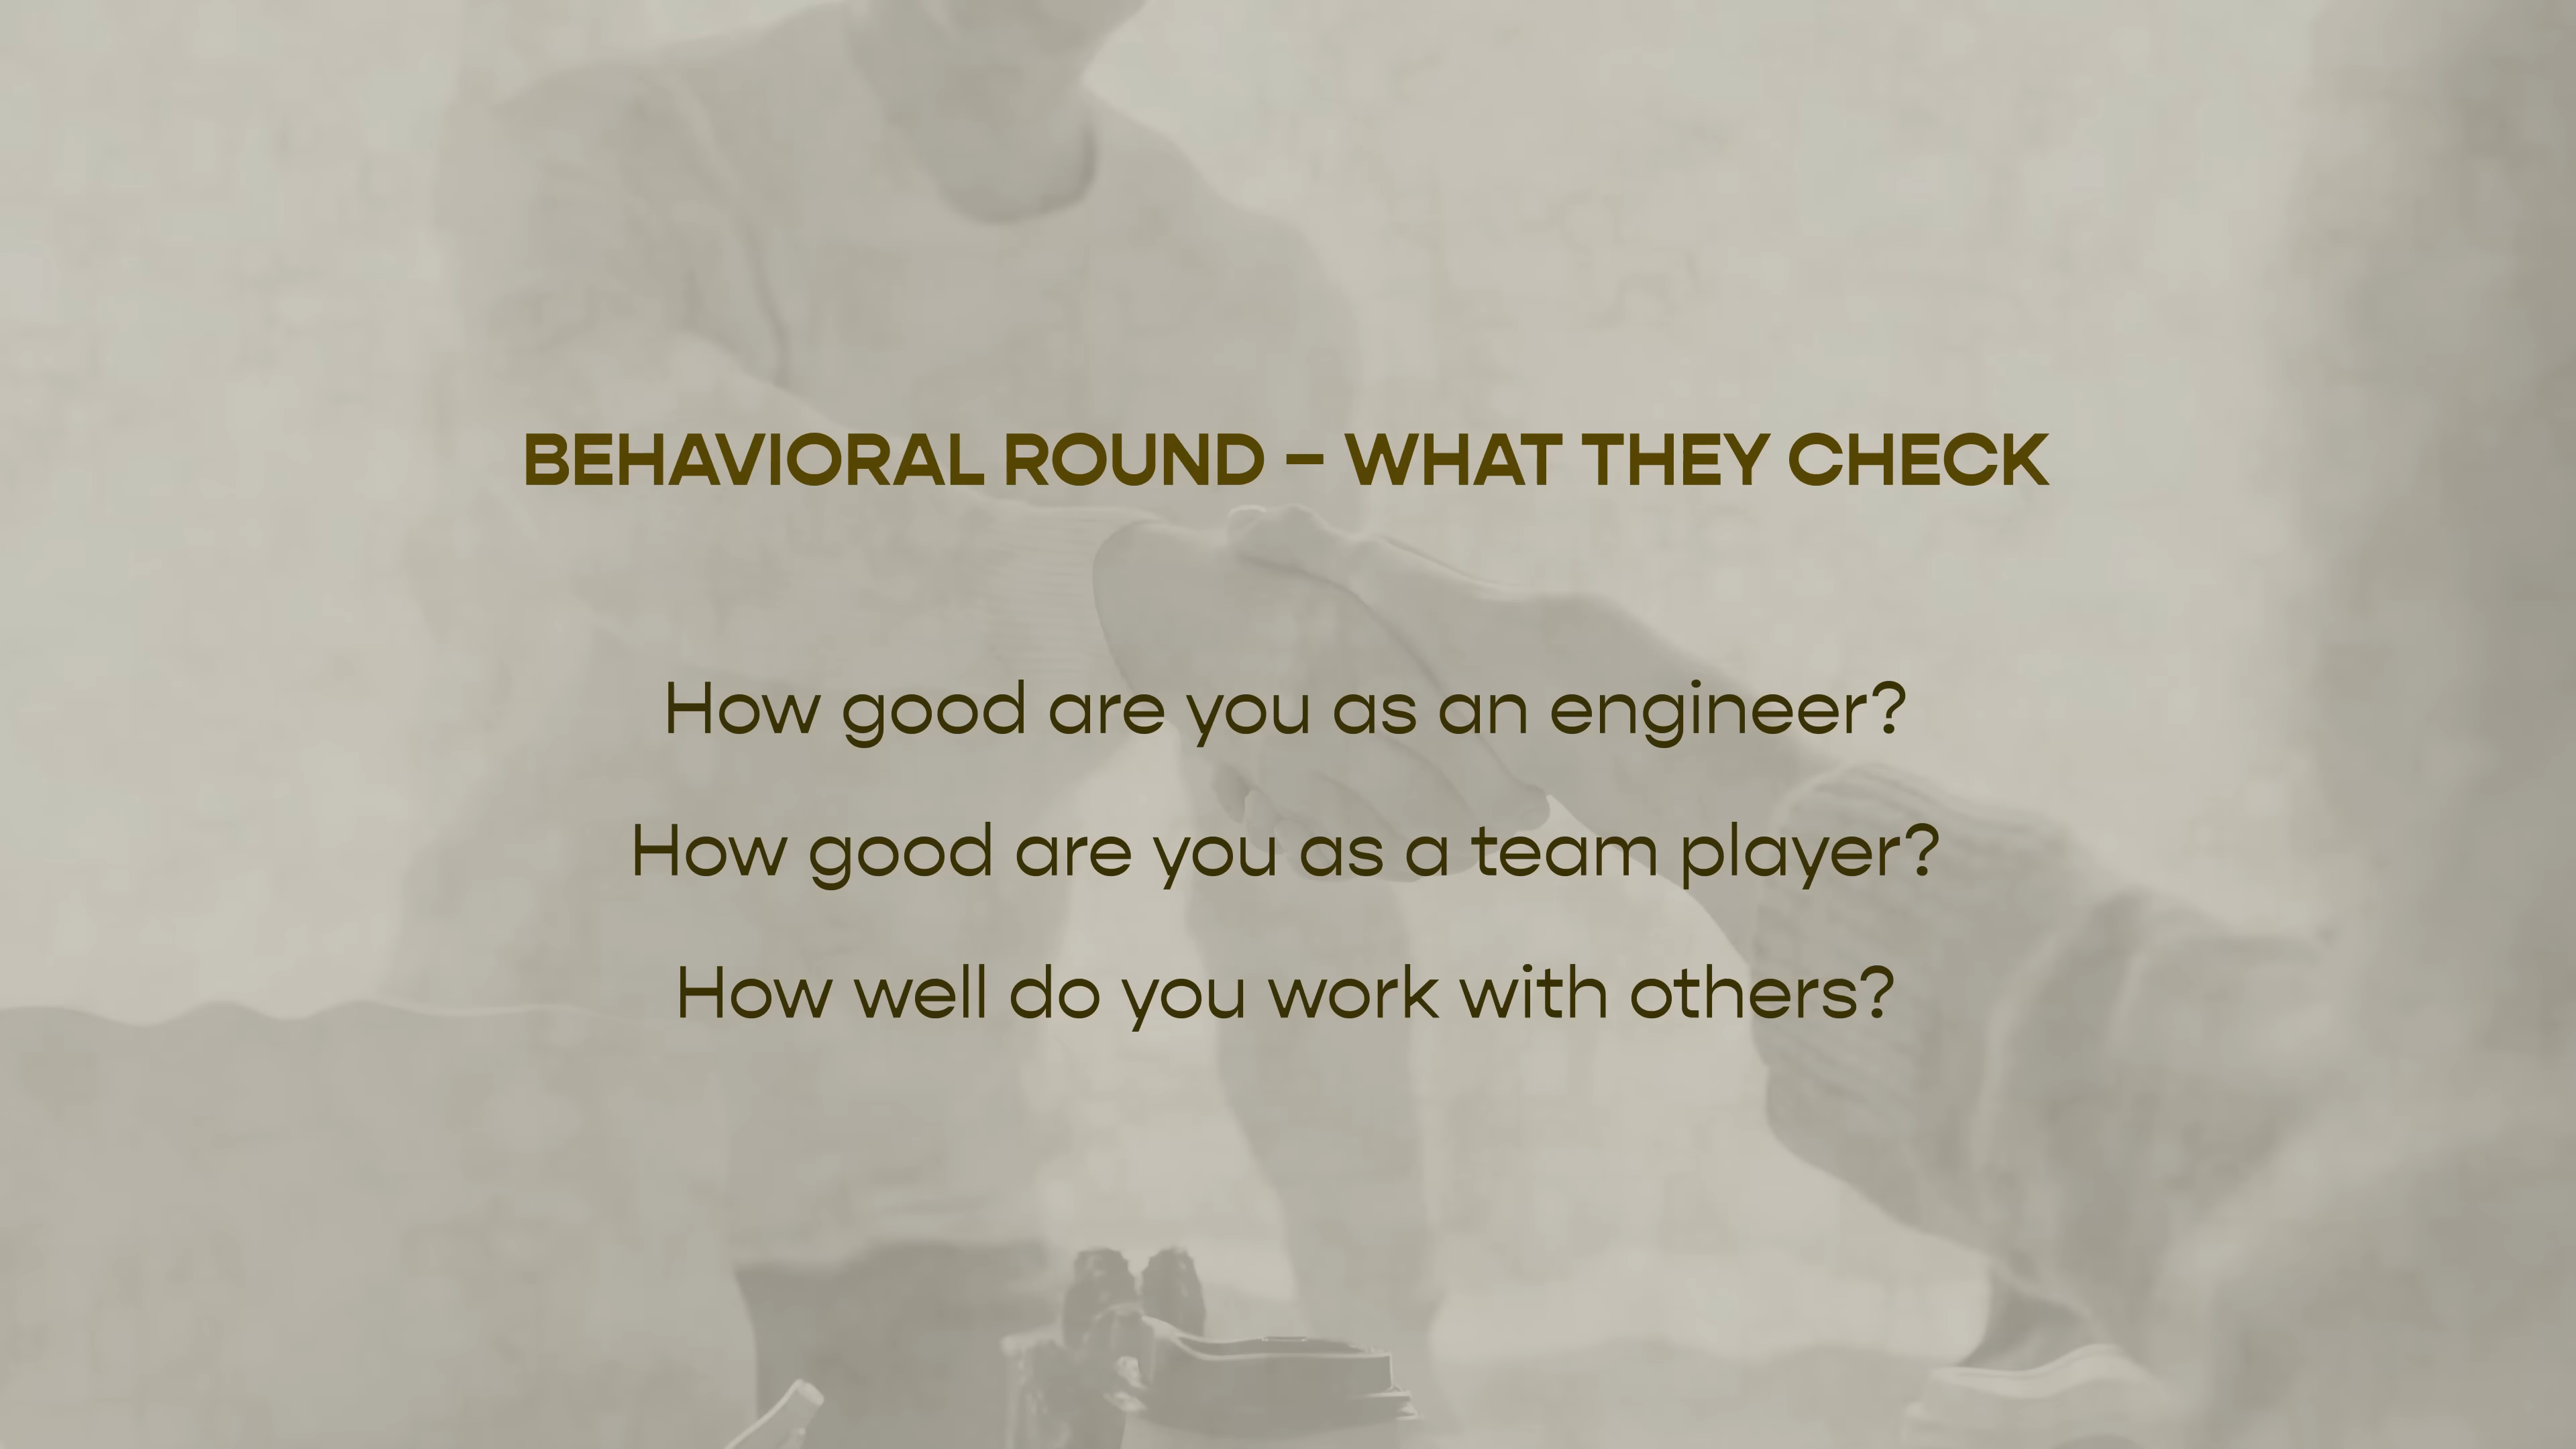 BEHAVIORAL ROUND – WHAT THEY CHECK
How good are you as an engineer?
How good are you as a team player?
How well do you work with others?